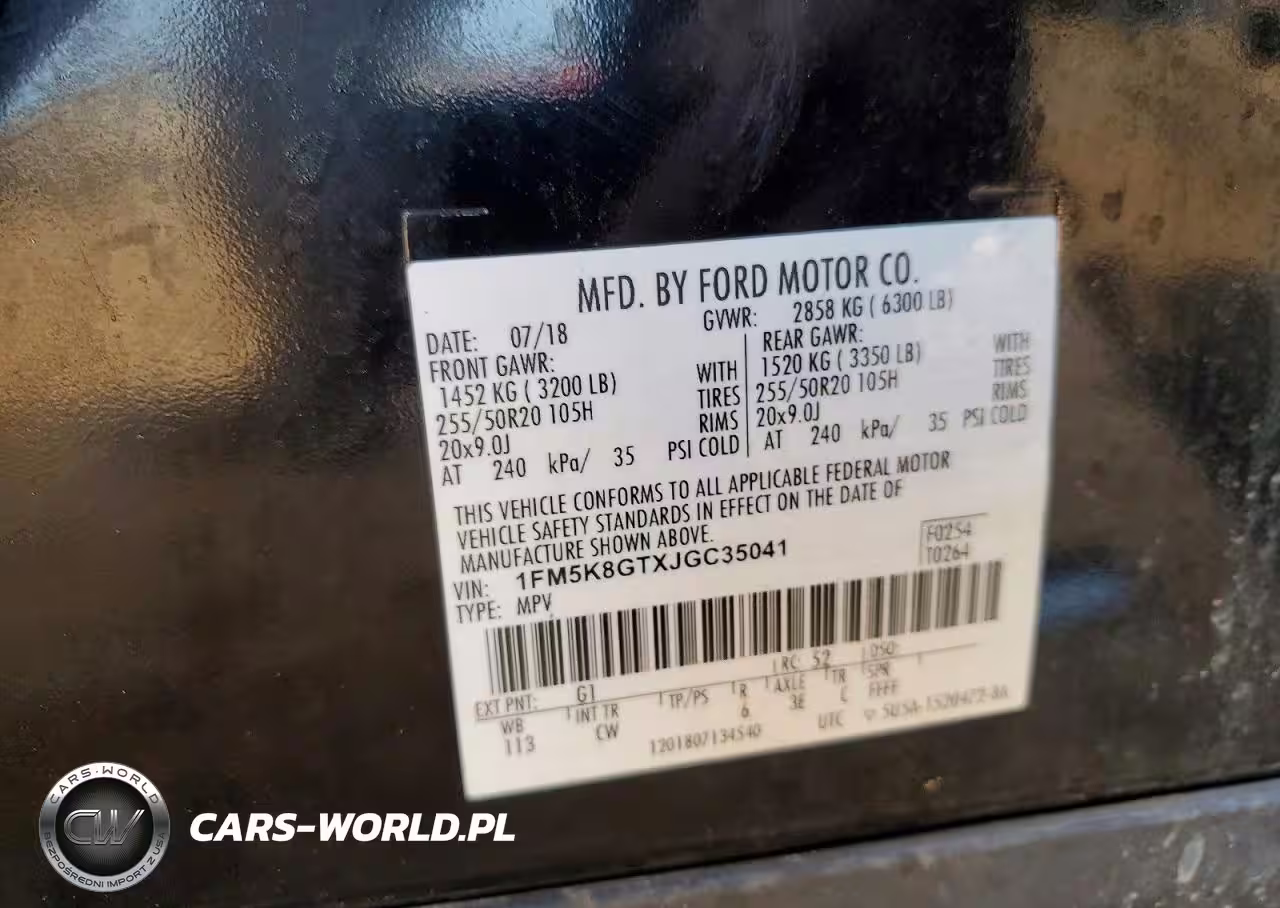 MFD. BY FORD MOTOR CO.
DATE: 07/18
GVWR: 2858 KG ( 6300 LB)
FRONT GAWR:
1452 KG ( 3200 LB) WITH
255/50R20 105H TIRES
20x9.0J RIMS
AT 240 kPa/ 35 PSI COLD
REAR GAWR:
1520 KG ( 3350 LB) WITH
255/50R20 105H TIRES
20x9.0J RIMS
AT 240 kPa/ 35 PSI COLD
THIS VEHICLE CONFORMS TO ALL APPLICABLE FEDERAL MOTOR
VEHICLE SAFETY STANDARDS IN EFFECT ON THE DATE OF
MANUFACTURE SHOWN ABOVE.
F0254
T0264
VIN: 1FM5K8GTXJGC35041
TYPE: MPV
EXT PNT: G1 RC: 52 DSO:
WB INT TR TP/PS R AXLE TR SPR
113 CW 6 3E C FFFF
1201807134540 UTC
CARS-WORLD
CW
BEZPOŚREDNI IMPORT Z USA
CARS-WORLD.PL